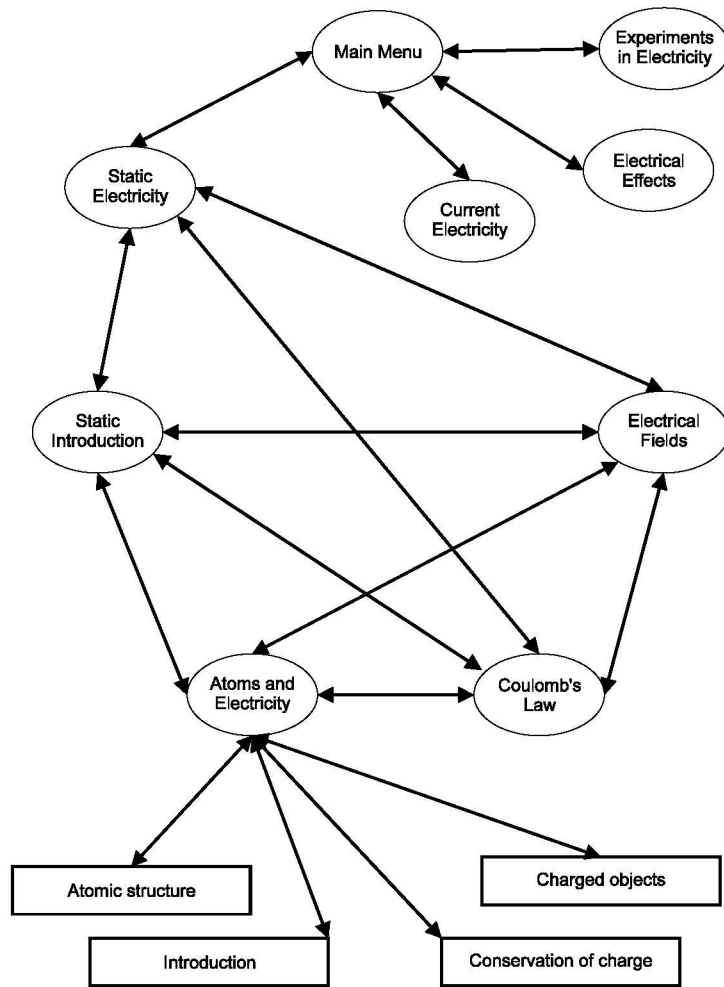 Main Menu
Experiments
in Electricity
Static
Electricity
Electrical
Effects
Current
Electricity
Static
Introduction
Electrical
Fields
Atoms and
Electricity
Coulomb's
Law
Atomic structure
Charged objects
Introduction
Conservation of charge